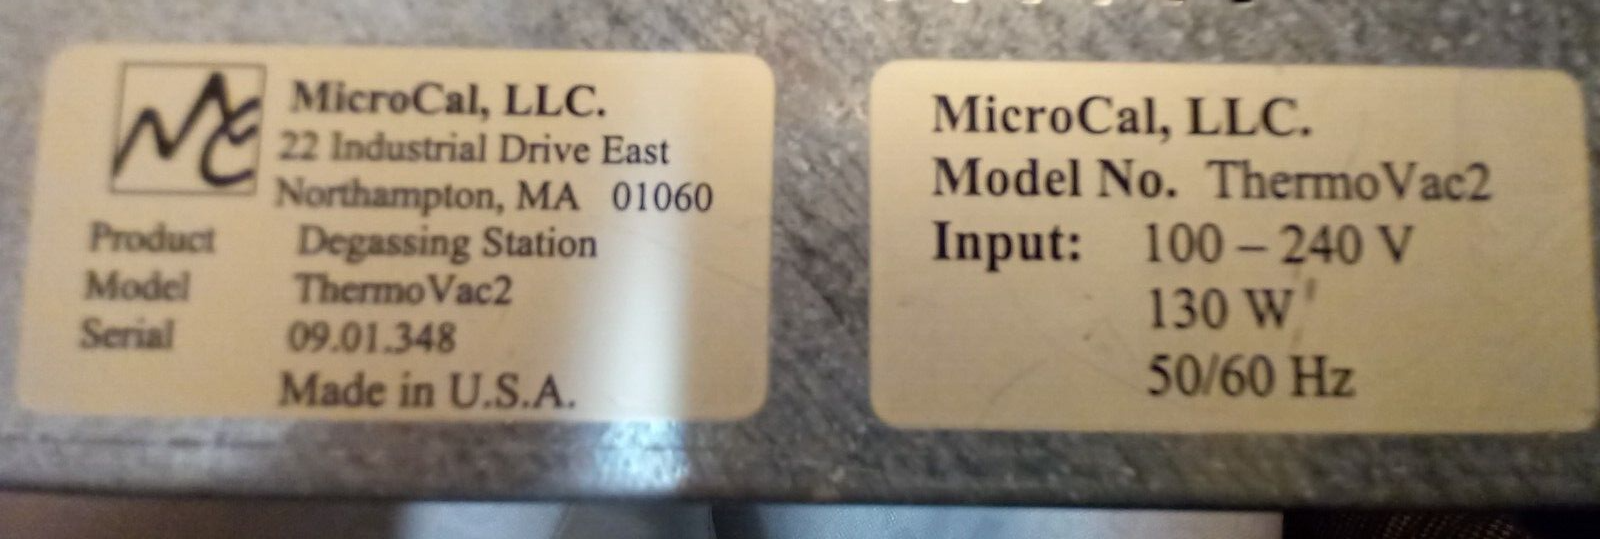 MicroCal, LLC.
22 Industrial Drive East
Northampton, MA 01060
Product Degassing Station
Model ThermoVac2
Serial 09.01.348
Made in U.S.A.
MicroCal, LLC.
Model No. ThermoVac2
Input: 100 – 240 V
130 W
50/60 Hz